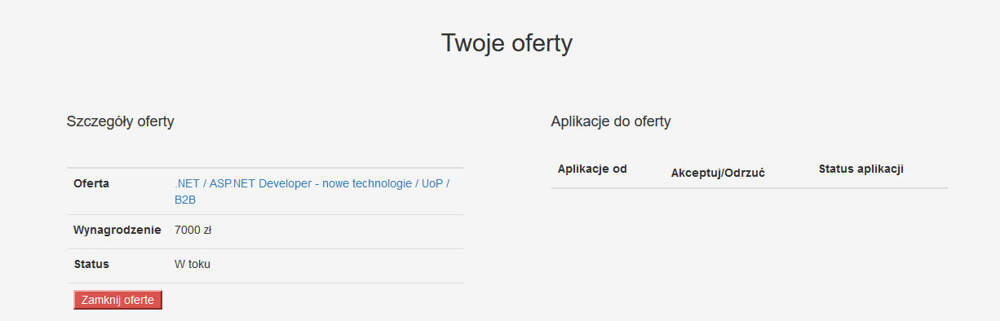 Twoje oferty
Szczegóły oferty
Oferta .NET / ASP.NET Developer - nowe technologie / UoP /
B2B
Wynagrodzenie 7000 zł
Status W toku
Zamknij oferte
Aplikacje do oferty
Aplikacje od Akceptuj/Odrzuć Status aplikacji